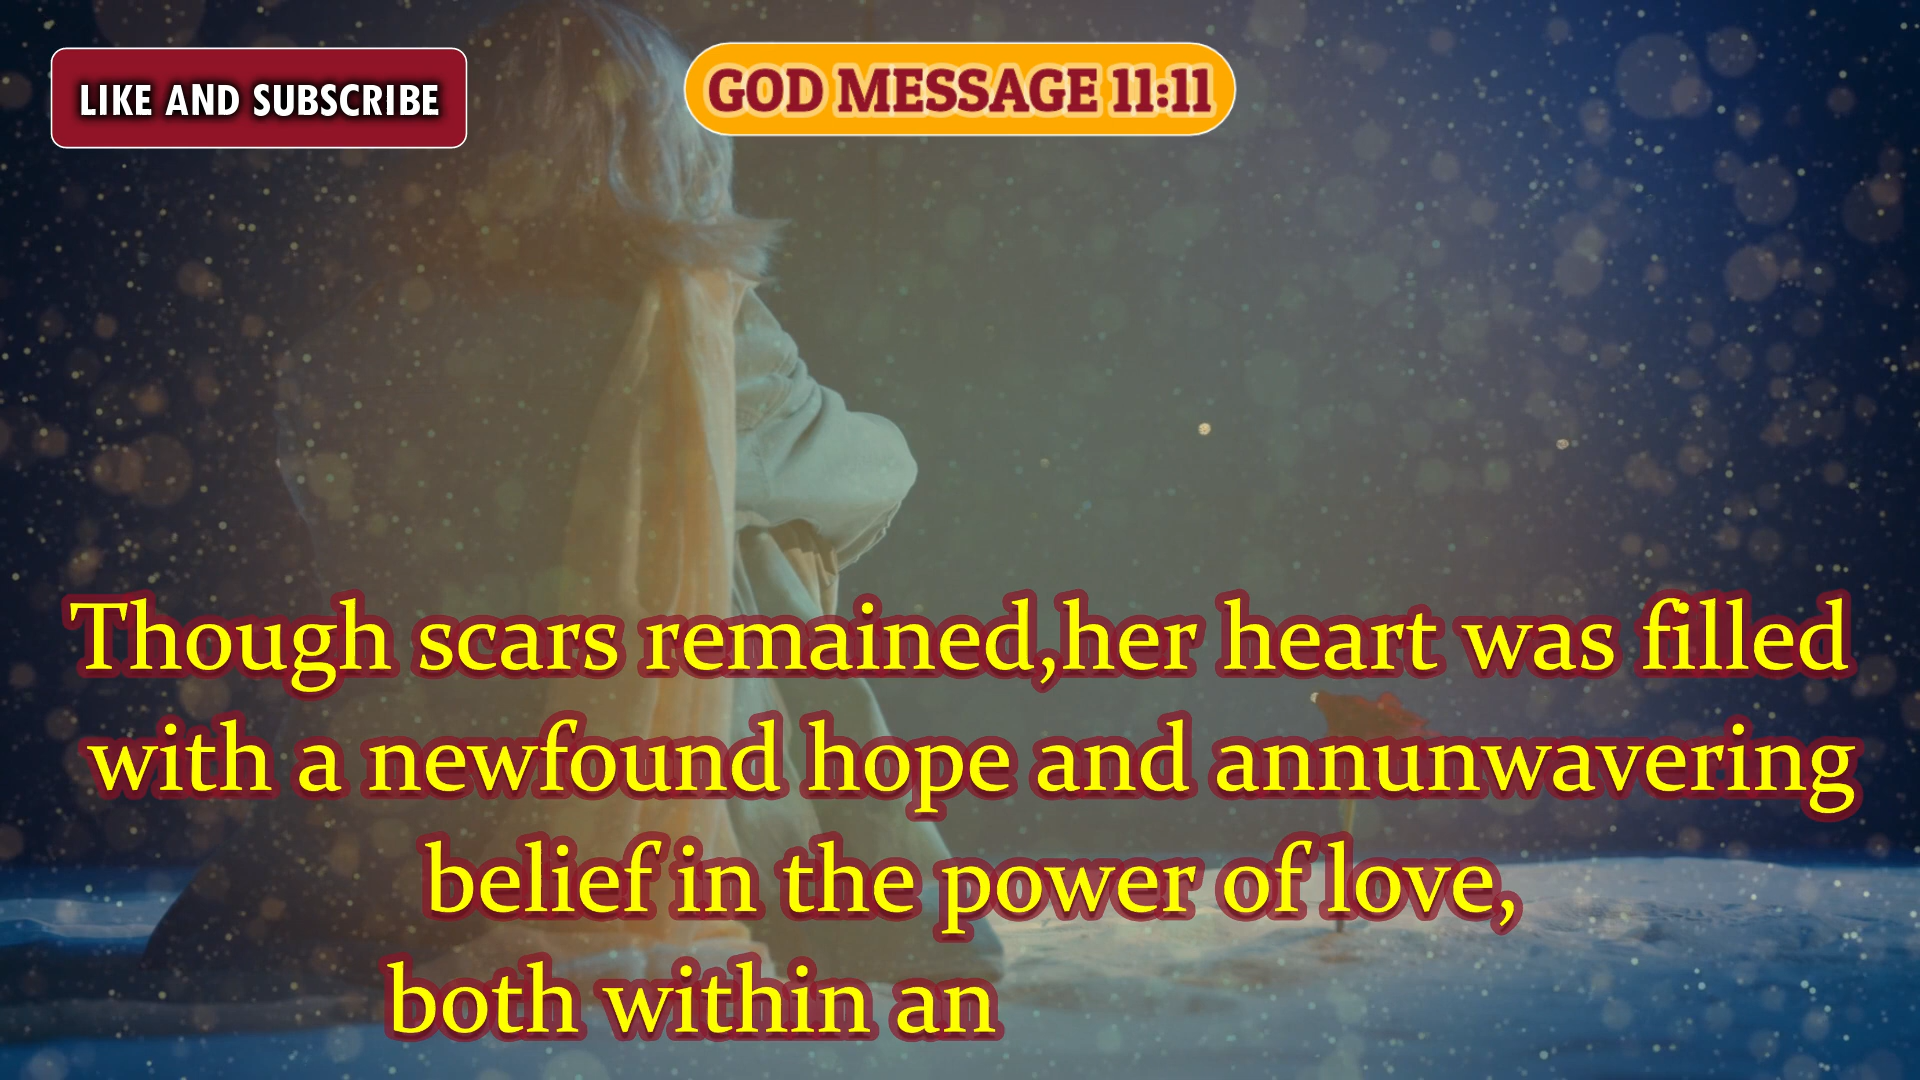 LIKE AND SUBSCRIBE
GOD MESSAGE 11:11
Though scars remained,her heart was filled
with a newfound hope and annunwavering
belief in the power of love,
both within an